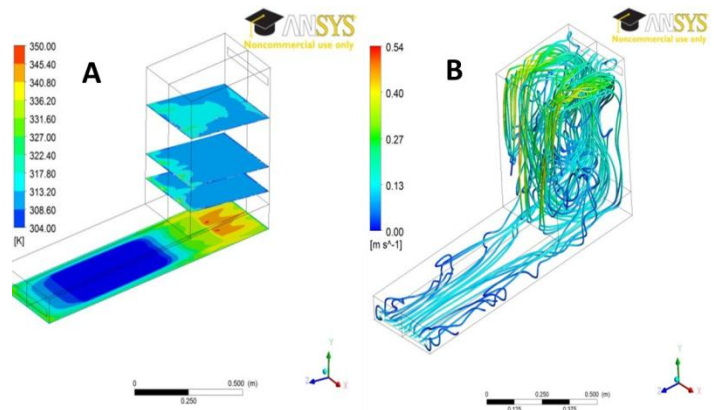 ANSYS
Noncommercial use only
A
350.00
345.40
340.80
336.20
331.60
327.00
322.40
317.80
313.20
308.60
304.00
[K]
0
0.500 (m)
0.250
Y
Z
X
ANSYS
Noncommercial use only
B
0.54
0.40
0.27
0.13
0.00
[m s^-1]
0
0.250
0.500 (m)
0.125
0.375
Y
Z
X